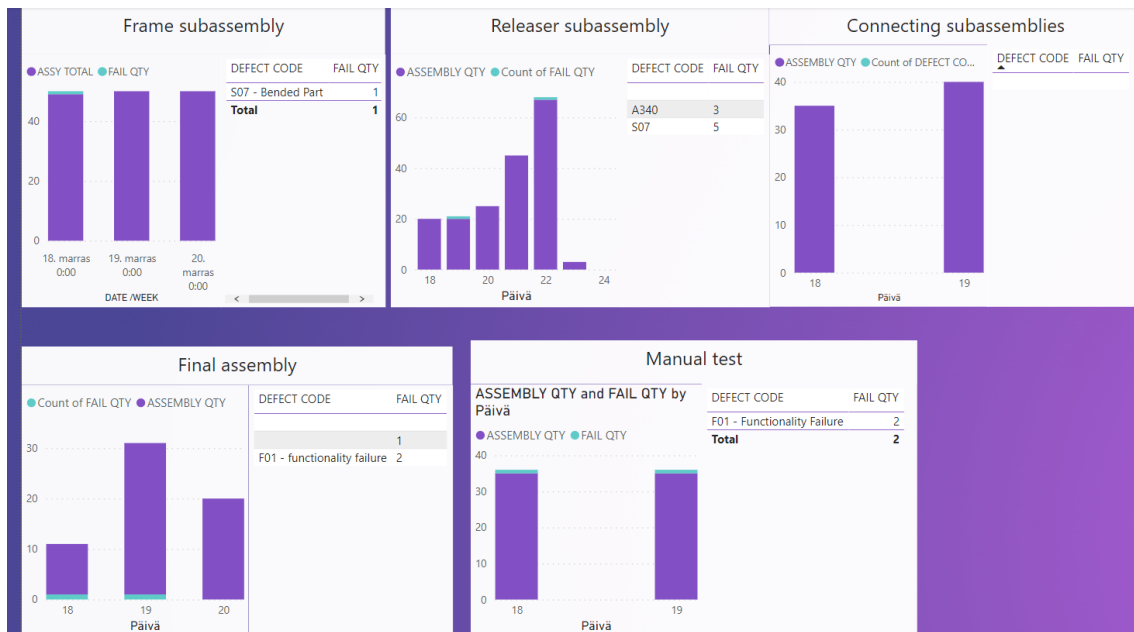 Frame subassembly
ASSY TOTAL FAIL QTY
DEFECT CODE FAIL QTY
S07 - Bended Part 1
Total 1
40
20
0
18. marras 0:00
19. marras 0:00
20. marras 0:00
DATE /WEEK
Releaser subassembly
ASSEMBLY QTY Count of FAIL QTY
DEFECT CODE FAIL QTY
A340 3
S07 5
60
40
20
0
18 20 22 24
Päivä
Connecting subassemblies
ASSEMBLY QTY Count of DEFECT CO...
DEFECT CODE FAIL QTY
40
30
20
10
0
18 19
Päivä
Final assembly
Count of FAIL QTY ASSEMBLY QTY
DEFECT CODE FAIL QTY
1
F01 - functionality failure 2
30
20
10
0
18 19 20
Päivä
Manual test
ASSEMBLY QTY and FAIL QTY by
Päivä
ASSEMBLY QTY FAIL QTY
DEFECT CODE FAIL QTY
F01 - Functionality Failure 2
Total 2
40
30
20
10
0
18 19
Päivä